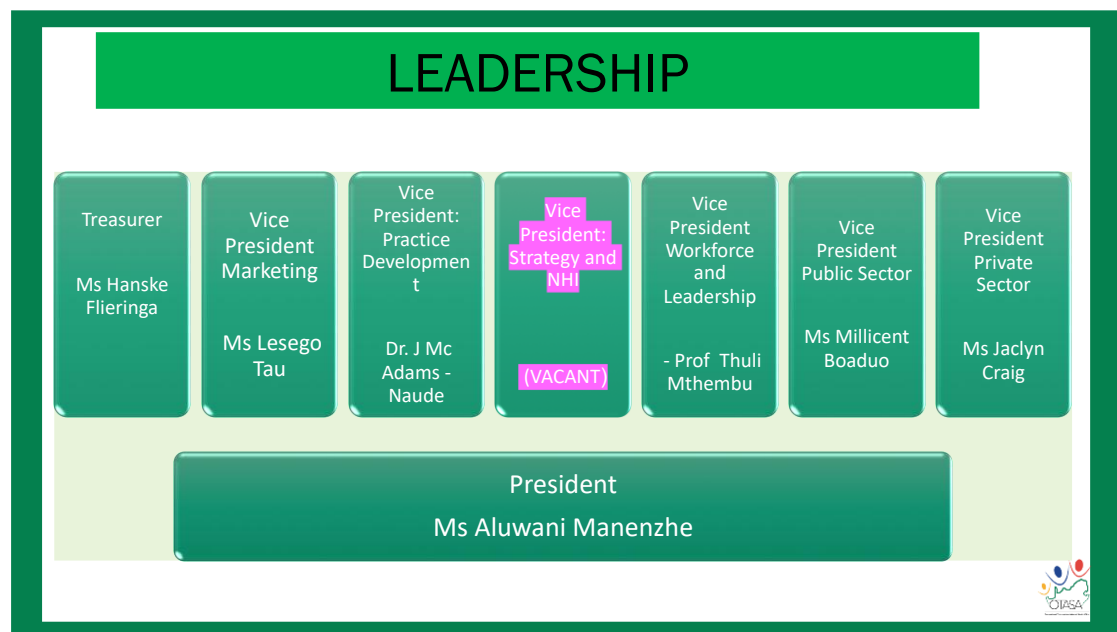 LEADERSHIP
Treasurer
Ms Hanske
Flieringa
Vice
President
Marketing
Ms Lesego
Tau
Vice
President:
Practice
Developmen
t
Dr. J Mc
Adams -
Naude
Vice
President:
Strategy and
NHI
(VACANT)
Vice
President
Workforce
and
Leadership
- Prof Thuli
Mthembu
Vice
President
Public Sector
Ms Millicent
Boaduo
Vice
President
Private
Sector
Ms Jaclyn
Craig
President
Ms Aluwani Manenzhe
OTASA